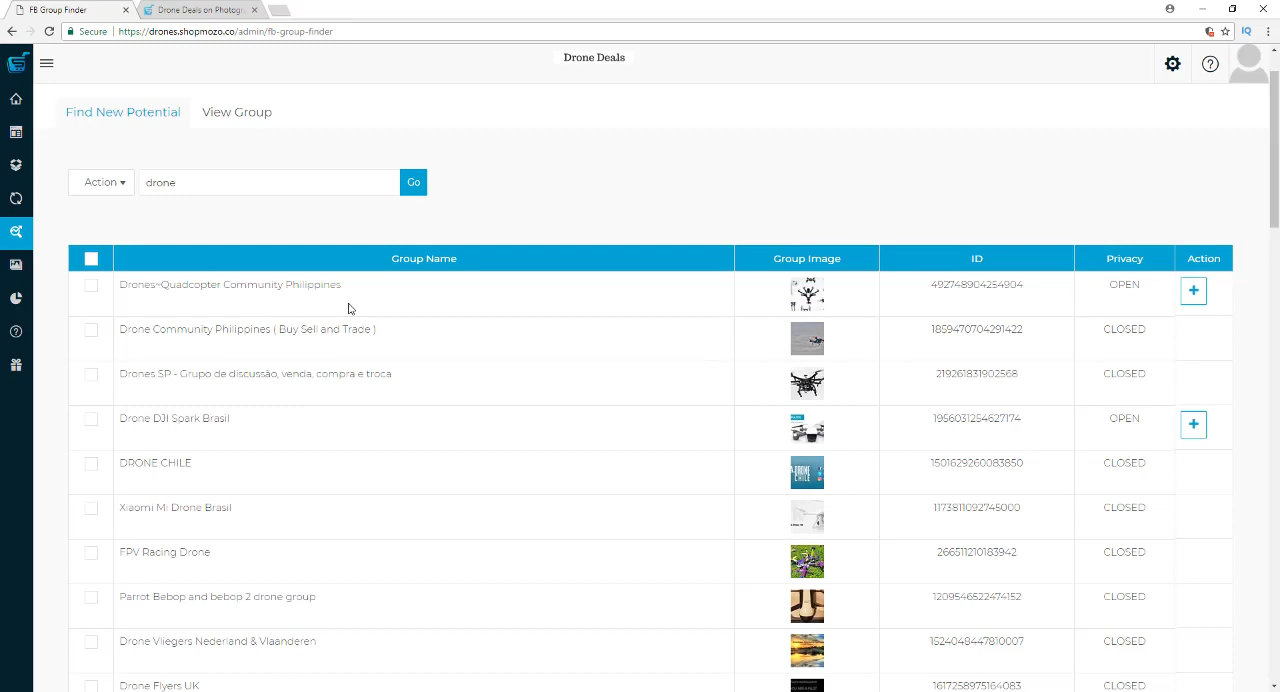 FB Group Finder
Drone Deals on Photogr
Secure
https://drones.shopmozo.co/admin/fb-group-finder
IQ
Drone Deals
Find New Potential
View Group
Action
drone
Go
Group Name Group Image ID Privacy Action
Drones~Quadcopter Community Philippines 492748904254904 OPEN +
Drone Community Philippines ( Buy Sell and Trade ) 1859470704291422 CLOSED
Drones SP - Grupo de discussão, venda, compra e troca 219261831902568 CLOSED
Drone DJI Spark Brasil 1956031254627174 OPEN +
DRONE CHILE 1501629260083850 CLOSED
Xiaomi Mi Drone Brasil 1173811092745000 CLOSED
FPV Racing Drone 266511210183942 CLOSED
Parrot Bebop and bebop 2 drone group 1209546522474152 CLOSED
Drone Vliegers Nederland & Vlaanderen 1524048447810007 CLOSED
Drone Flyers 1617258975164083 CLOSED